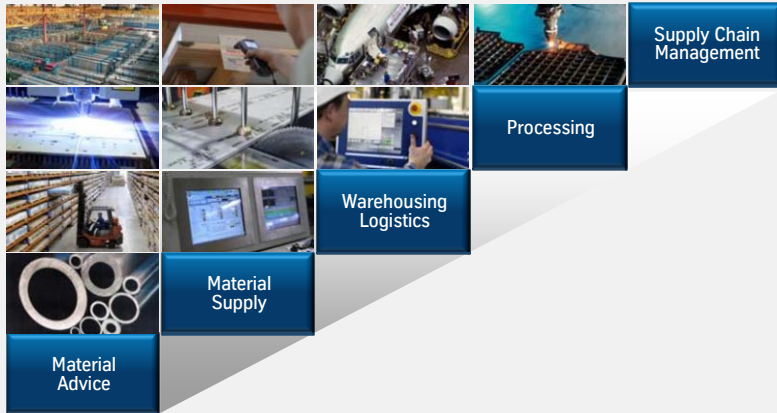 Supply Chain
Management
Processing
Warehousing
Logistics
Material
Supply
Material
Advice